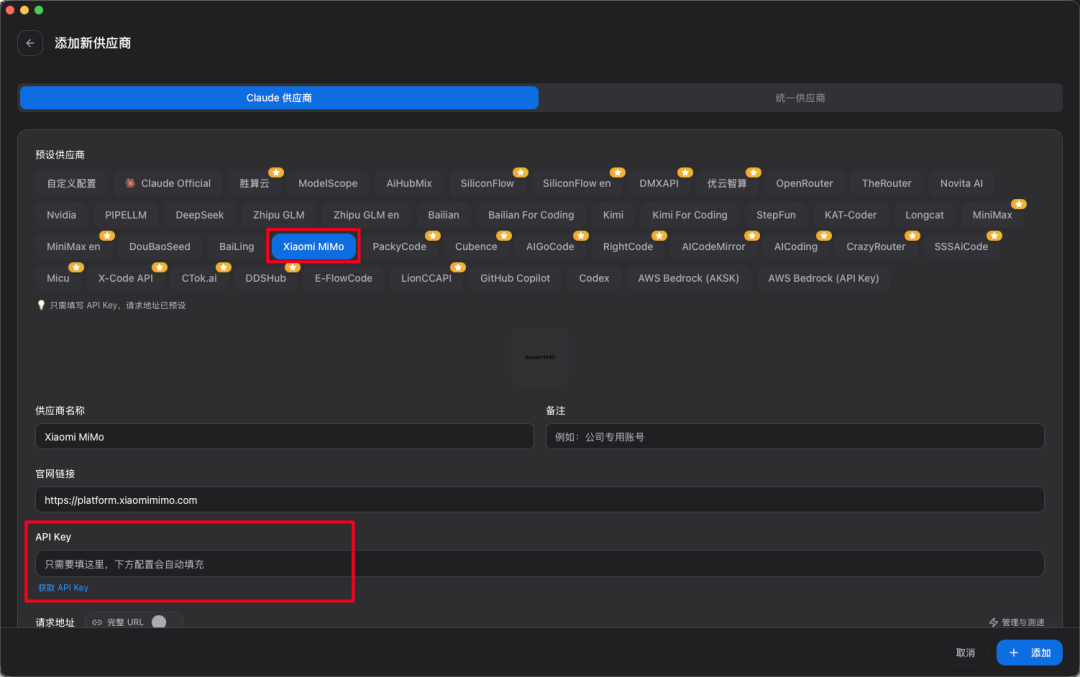 添加新供应商
Claude 供应商 统一供应商
预设供应商
自定义配置 Claude Official 胜算云 ModelScope AiHubMix SiliconFlow SiliconFlow en DMXAPI 优云智算 OpenRouter TheRouter Novita AI
Nvidia PIPELLM DeepSeek Zhipu GLM Zhipu GLM en Bailian Bailian For Coding Kimi Kimi For Coding StepFun KAT-Coder Longcat MiniMax
MiniMax en DouBaoSeed BaiLing Xiaomi MiMo PackyCode Cubence AIGoCode RightCode AICodeMirror AICoding CrazyRouter SSSAiCode
Micu X-Code API CTok.ai DDSHub E-FlowCode LionCCAPI GitHub Copilot Codex AWS Bedrock (AKSK) AWS Bedrock (API Key)
只需填写 API Key，请求地址已预设
Xiaomi MiMO
供应商名称 备注
Xiaomi MiMo 例如：公司专用账号
官网链接
https://platform.xiaomimimo.com
API Key
只需要填这里，下方配置会自动填充
获取 API Key
请求地址 完整 URL 管理与测速
取消 + 添加